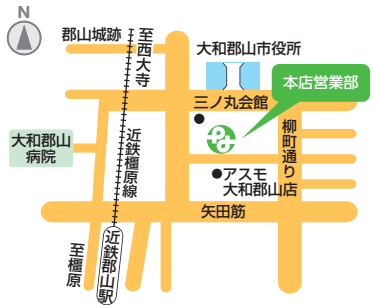 N
郡山城跡
至西大寺
大和郡山市役所
本店営業部
三ノ丸会館
柳町通り
大和郡山
病院
近鉄橿原線
アスモ
大和郡山店
矢田筋
至橿原
近鉄郡山駅